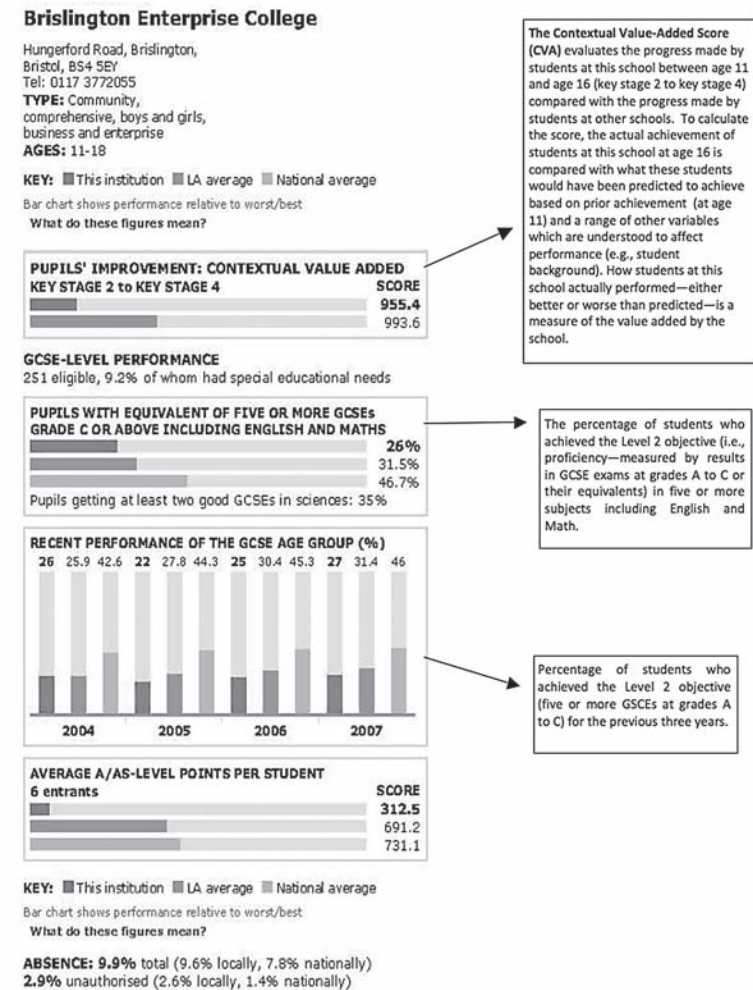 Brislington Enterprise College
Hungerford Road, Brislington,
Bristol, BS4 5EY
Tel: 0117 3772055
TYPE: Community,
comprehensive, boys and girls,
business and enterprise
AGES: 11-18
KEY: This institution LA average National average
Bar chart shows performance relative to worst/best
What do these figures mean?
PUPILS' IMPROVEMENT: CONTEXTUAL VALUE ADDED
KEY STAGE 2 to KEY STAGE 4 SCORE
955.4
993.6
The Contextual Value-Added Score
(CVA) evaluates the progress made by
students at this school between age 11
and age 16 (key stage 2 to key stage 4)
compared with the progress made by
students at other schools. To calculate
the score, the actual achievement of
students at this school at age 16 is
compared with what these students
would have been predicted to achieve
based on prior achievement (at age
11) and a range of other variables
which are understood to affect
performance (e.g., student
background). How students at this
school actually performed—either
better or worse than predicted—is a
measure of the value added by the
school.
GCSE-LEVEL PERFORMANCE
251 eligible, 9.2% of whom had special educational needs
PUPILS WITH EQUIVALENT OF FIVE OR MORE GCSEs
GRADE C OR ABOVE INCLUDING ENGLISH AND MATHS
26%
31.5%
46.7%
Pupils getting at least two good GCSEs in sciences: 35%
The percentage of students who
achieved the Level 2 objective (i.e.,
proficiency—measured by results
in GCSE exams at grades A to C or
their equivalents) in five or more
subjects including English and
Math.
RECENT PERFORMANCE OF THE GCSE AGE GROUP (%)
26 25.9 42.6 22 27.8 44.3 25 30.4 45.3 27 31.4 46
2004 2005 2006 2007
Percentage of students who
achieved the Level 2 objective
(five or more GSCEs at grades A
to C) for the previous three years.
AVERAGE A/AS-LEVEL POINTS PER STUDENT
6 entrants SCORE
312.5
691.2
731.1
KEY: This institution LA average National average
Bar chart shows performance relative to worst/best
What do these figures mean?
ABSENCE: 9.9% total (9.6% locally, 7.8% nationally)
2.9% unauthorised (2.6% locally, 1.4% nationally)